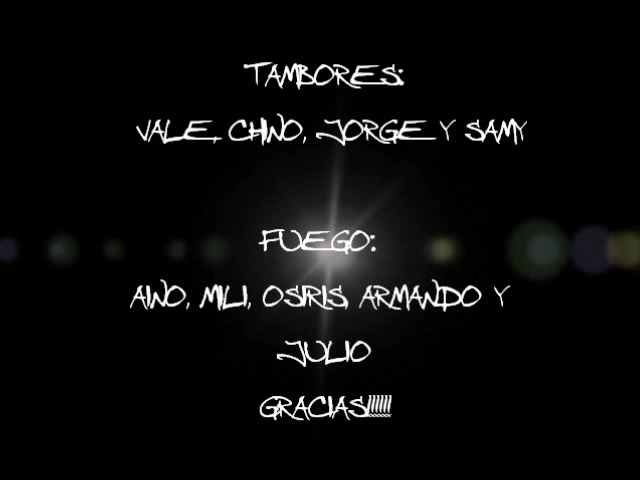 TAMBORES:
VALE, CHINO, JORGE Y SAMY
FUEGO:
AINO, MILI, OSIRIS, ARMANDO Y
JULIO
GRACIAS!!!!!!